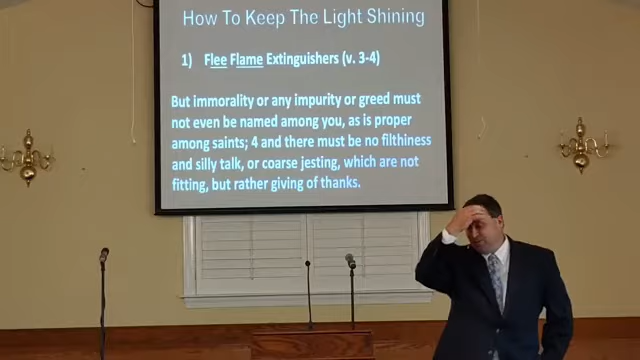 How To Keep The Light Shining
1) Flee Flame Extinguishers (v. 3-4)
But immorality or any impurity or greed must
not even be named among you, as is proper
among saints; 4 and there must be no filthiness
and silly talk, or coarse jesting, which are not
fitting, but rather giving of thanks.